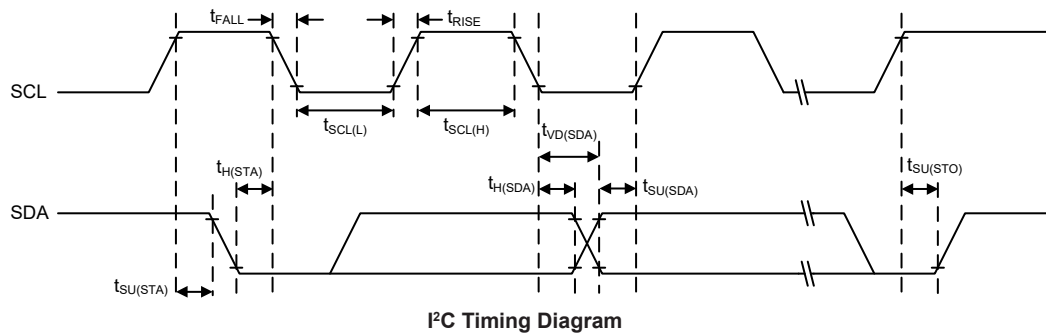 tFALL
tRISE
SCL
tSCL(L)
tSCL(H)
tVD(SDA)
tH(STA)
tH(SDA)
tSU(SDA)
tSU(STO)
SDA
tSU(STA)
I²C Timing Diagram